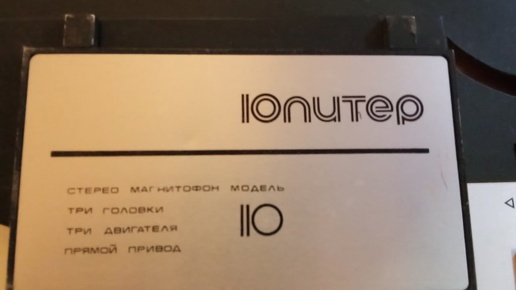 Юпитер
СТЕРЕО МАГНИТОФОН МОДЕЛЬ
ТРИ ГОЛОВКИ
ТРИ ДВИГАТЕЛЯ
ПРЯМОЙ ПРИВОД
10